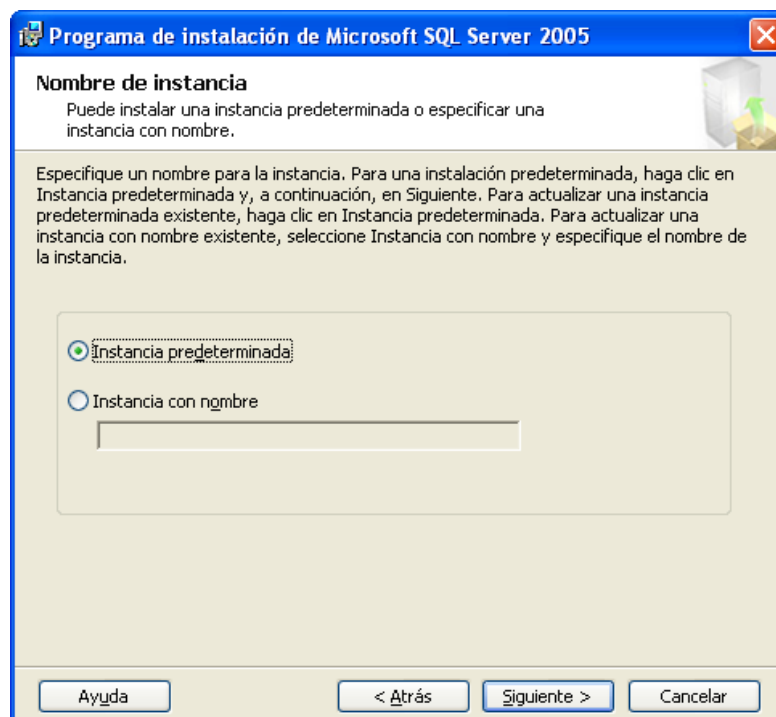 Programa de instalación de Microsoft SQL Server 2005
Nombre de instancia
Puede instalar una instancia predeterminada o especificar una
instancia con nombre.
Especifique un nombre para la instancia. Para una instalación predeterminada, haga clic en
Instancia predeterminada y, a continuación, en Siguiente. Para actualizar una instancia
predeterminada existente, haga clic en Instancia predeterminada. Para actualizar una
instancia con nombre existente, seleccione Instancia con nombre y especifique el nombre de
la instancia.
Instancia predeterminada
Instancia con nombre
Ayuda
< Atrás
Siguiente >
Cancelar